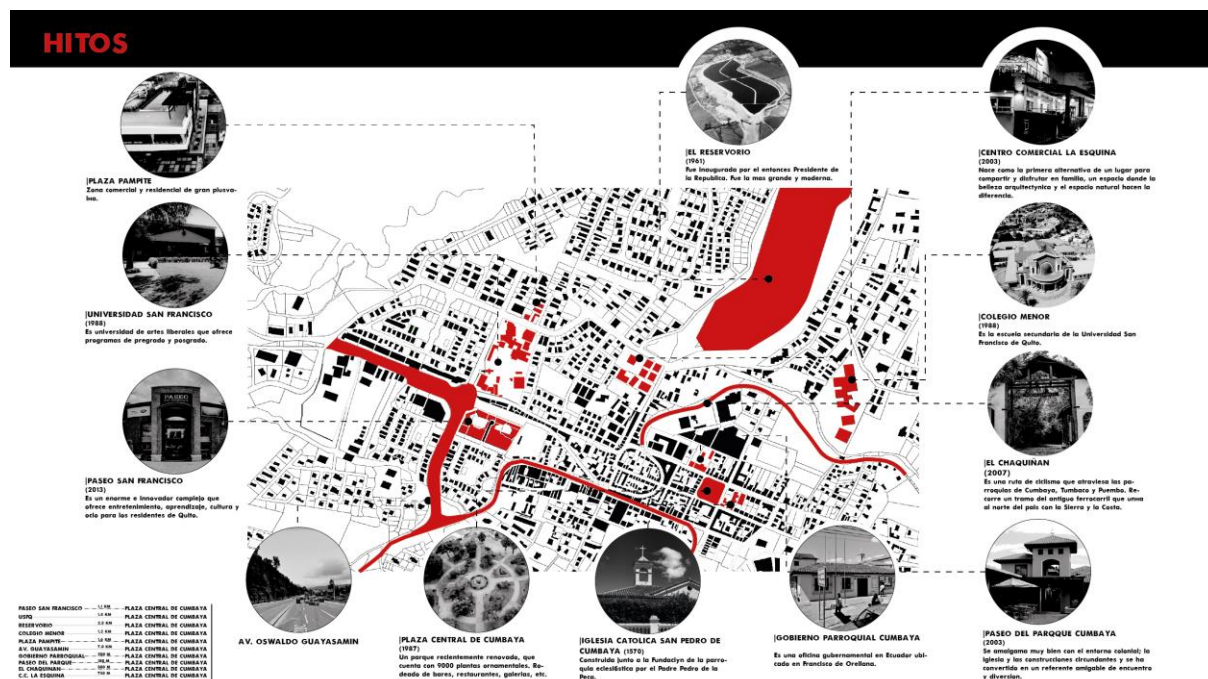 HITOS
|PLAZA PAMPITE
Zona comercial y residencial de gran plusva-
lua.
|UNIVERSIDAD SAN FRANCISCO
(1988)
Es universidad de artes liberales que ofrece
programas de pregrado y posgrado.
PASEO
|PASEO SAN FRANCISCO
(2013)
Es un enorme e innovador complejo que
ofrece entretenimiento, aprendizaje, cultura y
ocio para los residentes de Quito.
|EL RESERVORIO
(1961)
Fue inaugurada por el entonces Presidente de
la Republica. Fue la mas grande y moderna.
|CENTRO COMERCIAL LA ESQUINA
(2003)
Nace como la primera alternativa de un lugar para
compartir y disfrutar en familia, un espacio donde la
belleza arquitectynica y el espacio natural hacen la
diferencia.
|COLEGIO MENOR
(1988)
Es la escuela secundaria de la Universidad San
Francisco de Quito.
|EL CHAQUIÑAN
(2007)
Es una ruta de ciclismo que atraviesa las pa-
rroquias de Cumbaya, Tumbaco y Puembo. Re-
corre un tramo del antiguo ferrocarril que unva
al norte del pais con la Sierra y la Costa.
|PASEO DEL PARQQUE CUMBAYA
(2003)
Se amalgama muy bien con el entorno colonial; la
iglesia y las construcciones circundantes y se ha
convertido en un referente amigable de encuentro
y diversion.
AV. OSWALDO GUAYASAMIN
|PLAZA CENTRAL DE CUMBAYA
(1987)
Un parque recientemente renovado, que
cuenta con 9000 plantas ornamentales. Ro-
deado de bares, restaurantes, galerias, etc.
|IGLESIA CATOLICA SAN PEDRO DE
CUMBAYA (1570)
Construida junto a la Fundaciyn de la parro-
quia eclesiбstica por el Padre Pedro de la
Peca.
|GOBIERNO PARROQUIAL CUMBAYA
Es una oficina gubernamental en Ecuador ubi-
cado en Francisco de Orellana.
PASEO SAN FRANCISCO PLAZA CENTRAL DE CUMBAYA
USFQ PLAZA CENTRAL DE CUMBAYA
RESERVORIO PLAZA CENTRAL DE CUMBAYA
COLEGIO MENOR PLAZA CENTRAL DE CUMBAYA
PLAZA PAMPITE PLAZA CENTRAL DE CUMBAYA
AV. GUAYASAMIN PLAZA CENTRAL DE CUMBAYA
GOBIERNO PARROQUIAL PLAZA CENTRAL DE CUMBAYA
PASEO DEL PARQUE PLAZA CENTRAL DE CUMBAYA
EL CHAQUINAN PLAZA CENTRAL DE CUMBAYA
C.C. LA ESQUINA PLAZA CENTRAL DE CUMBAYA